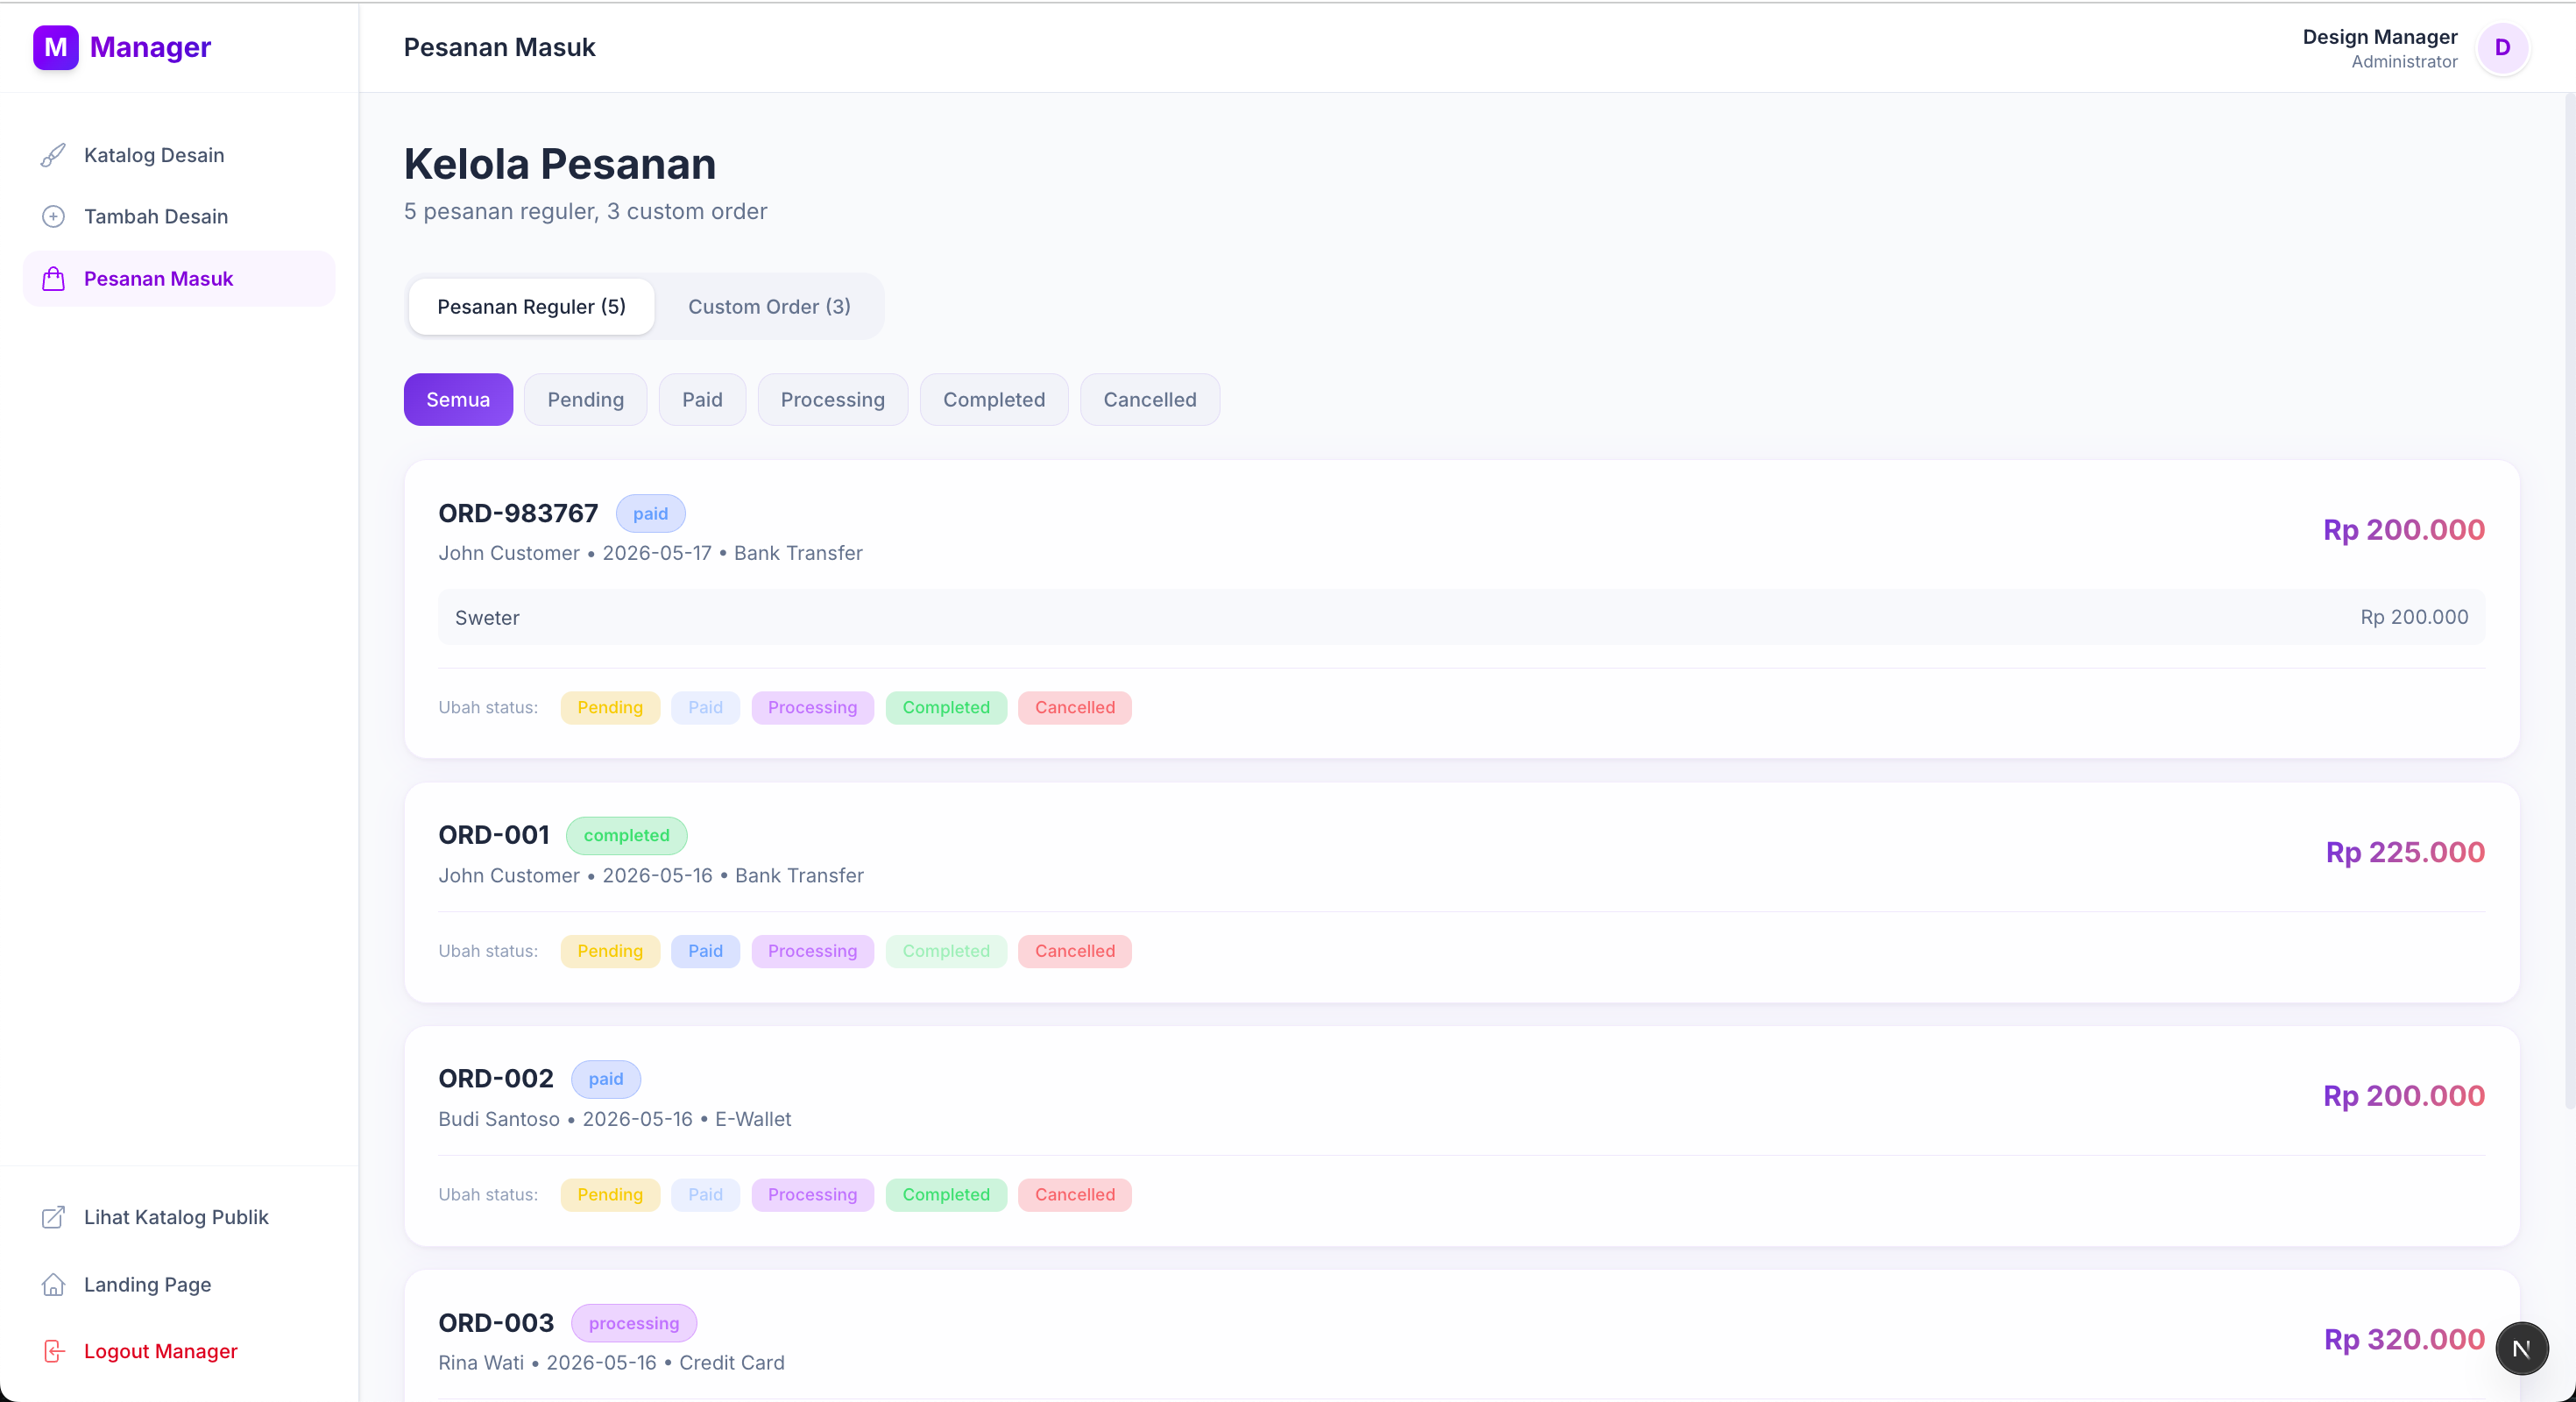 M Manager
Pesanan Masuk
Design Manager
Administrator
D
Katalog Desain
Tambah Desain
Pesanan Masuk
Kelola Pesanan
5 pesanan reguler, 3 custom order
Pesanan Reguler (5) Custom Order (3)
Semua Pending Paid Processing Completed Cancelled
ORD-983767 paid
John Customer • 2026-05-17 • Bank Transfer
Rp 200.000
Sweter Rp 200.000
Ubah status: Pending Paid Processing Completed Cancelled
ORD-001 completed
John Customer • 2026-05-16 • Bank Transfer
Rp 225.000
Ubah status: Pending Paid Processing Completed Cancelled
ORD-002 paid
Budi Santoso • 2026-05-16 • E-Wallet
Rp 200.000
Ubah status: Pending Paid Processing Completed Cancelled
ORD-003 processing
Rina Wati • 2026-05-16 • Credit Card
Rp 320.000
Lihat Katalog Publik
Landing Page
Logout Manager
N